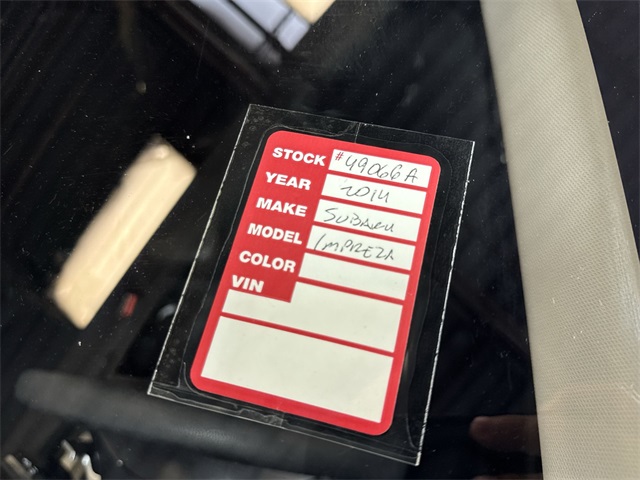 STOCK #49066A
YEAR 2014
MAKE SUBARU
MODEL IMPREZA
COLOR
VIN